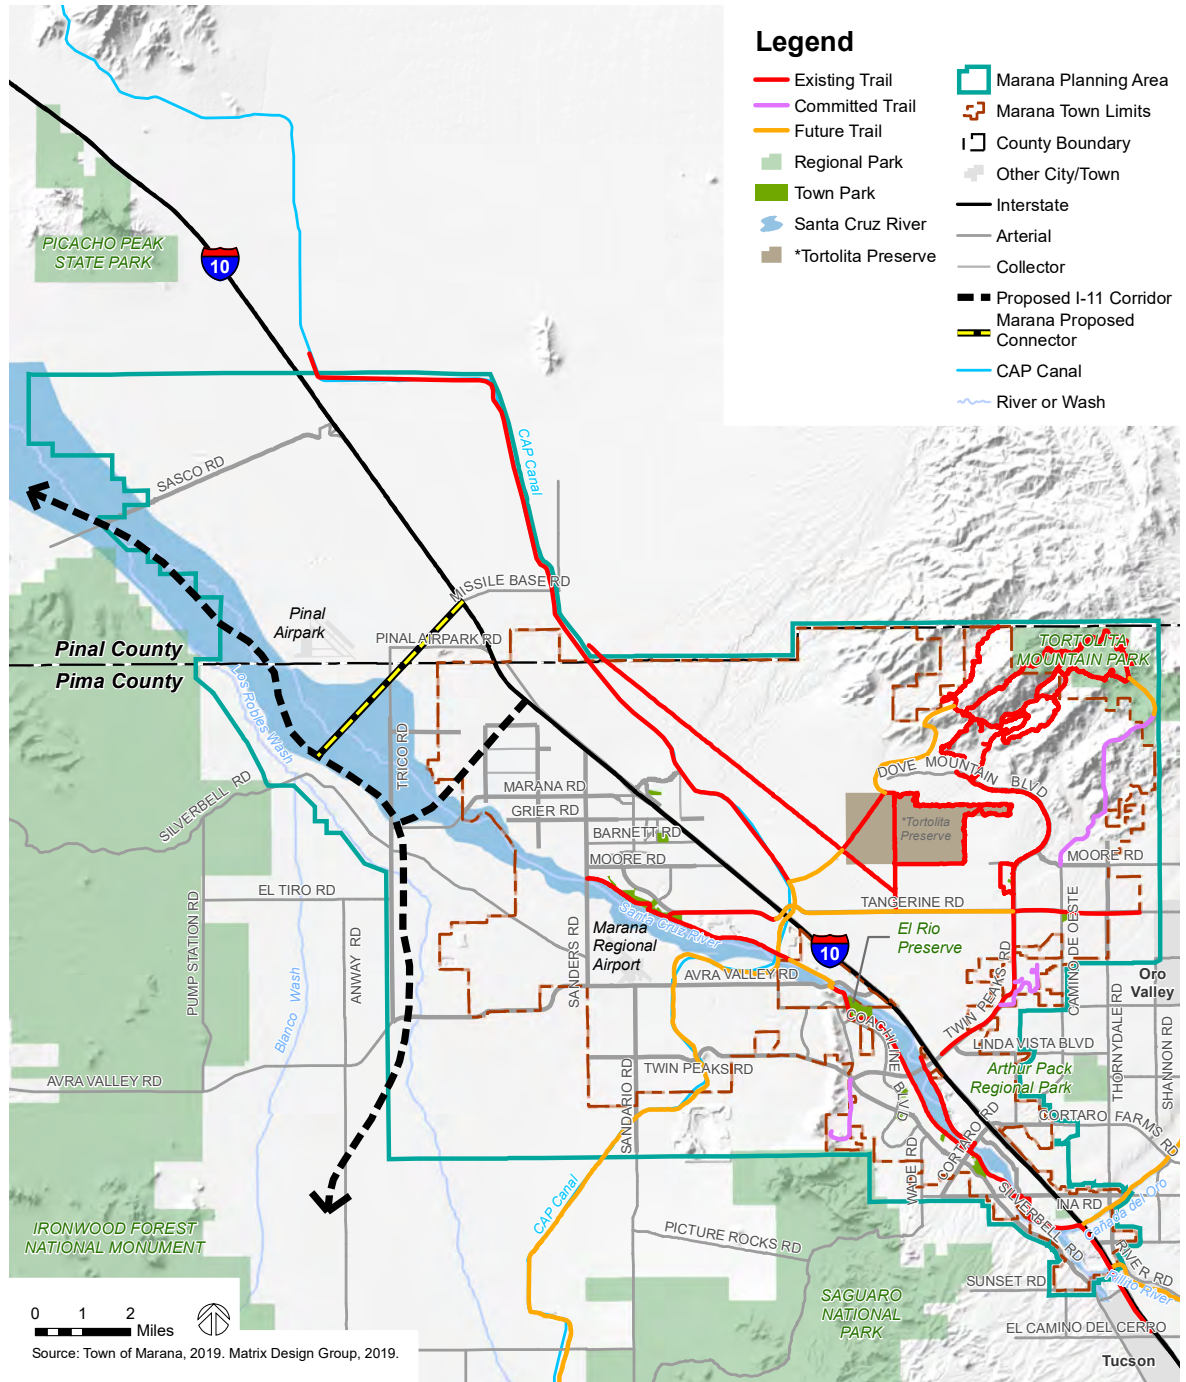 Legend
Existing Trail
Committed Trail
Future Trail
Regional Park
Town Park
Santa Cruz River
*Tortolita Preserve
Marana Planning Area
Marana Town Limits
County Boundary
Other City/Town
Interstate
Arterial
Collector
Proposed I-11 Corridor
Marana Proposed
Connector
CAP Canal
River or Wash
PICACHO PEAK
STATE PARK
10
CAP Canal
SASCO RD
MISSILE BASE RD
Pinal
Airpark
PINAL AIRPARK RD
Pinal County
Pima County
TORTOLITA
MOUNTAIN PARK
Los Robles Wash
TRICO RD
SILVERBELL RD
MARANA RD
GRIER RD
BARNETT RD
MOORE RD
DOVE MOUNTAIN BLVD
*Tortolita
Preserve
MOORE RD
EL TIRO RD
PUMP STATION RD
ANWAY RD
TANGERINE RD
Santa Cruz River
Marana
Regional
Airport
SANDERS RD
El Rio
Preserve
10
AVRA VALLEY RD
CAMINO DE OESTE
Oro
Valley
Blanco Wash
COACHLINE BLVD
TWIN PEAKS RD
LINDA VISTA BLVD
THORNYDALE RD
SHANNON RD
AVRA VALLEY RD
TWIN PEAKS RD
Arthur Pack
Regional Park
SANDARIO RD
CORTARO FARMS RD
CORTARO RD
WADE RD
CAP Canal
SILVERBELL RD
INA RD
Cañada del Oro
IRONWOOD FOREST
NATIONAL MONUMENT
PICTURE ROCKS RD
RIVER RD
SUNSET RD
Rillito River
SAGUARO
NATIONAL
PARK
EL CAMINO DEL CERRO
Tucson
0 1 2
Miles
Source: Town of Marana, 2019. Matrix Design Group, 2019.